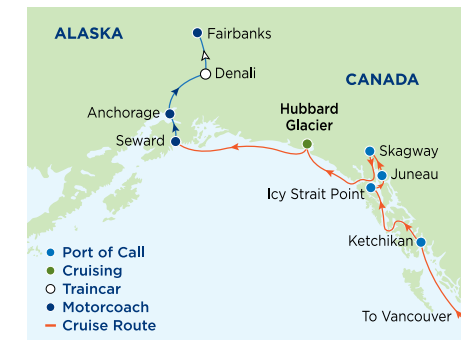 ALASKA
Fairbanks
Denali
CANADA
Anchorage
Hubbard
Glacier
Seward
Skagway
Juneau
Icy Strait Point
Ketchikan
Port of Call
Cruising
Traincar
Motorcoach
Cruise Route
To Vancouver